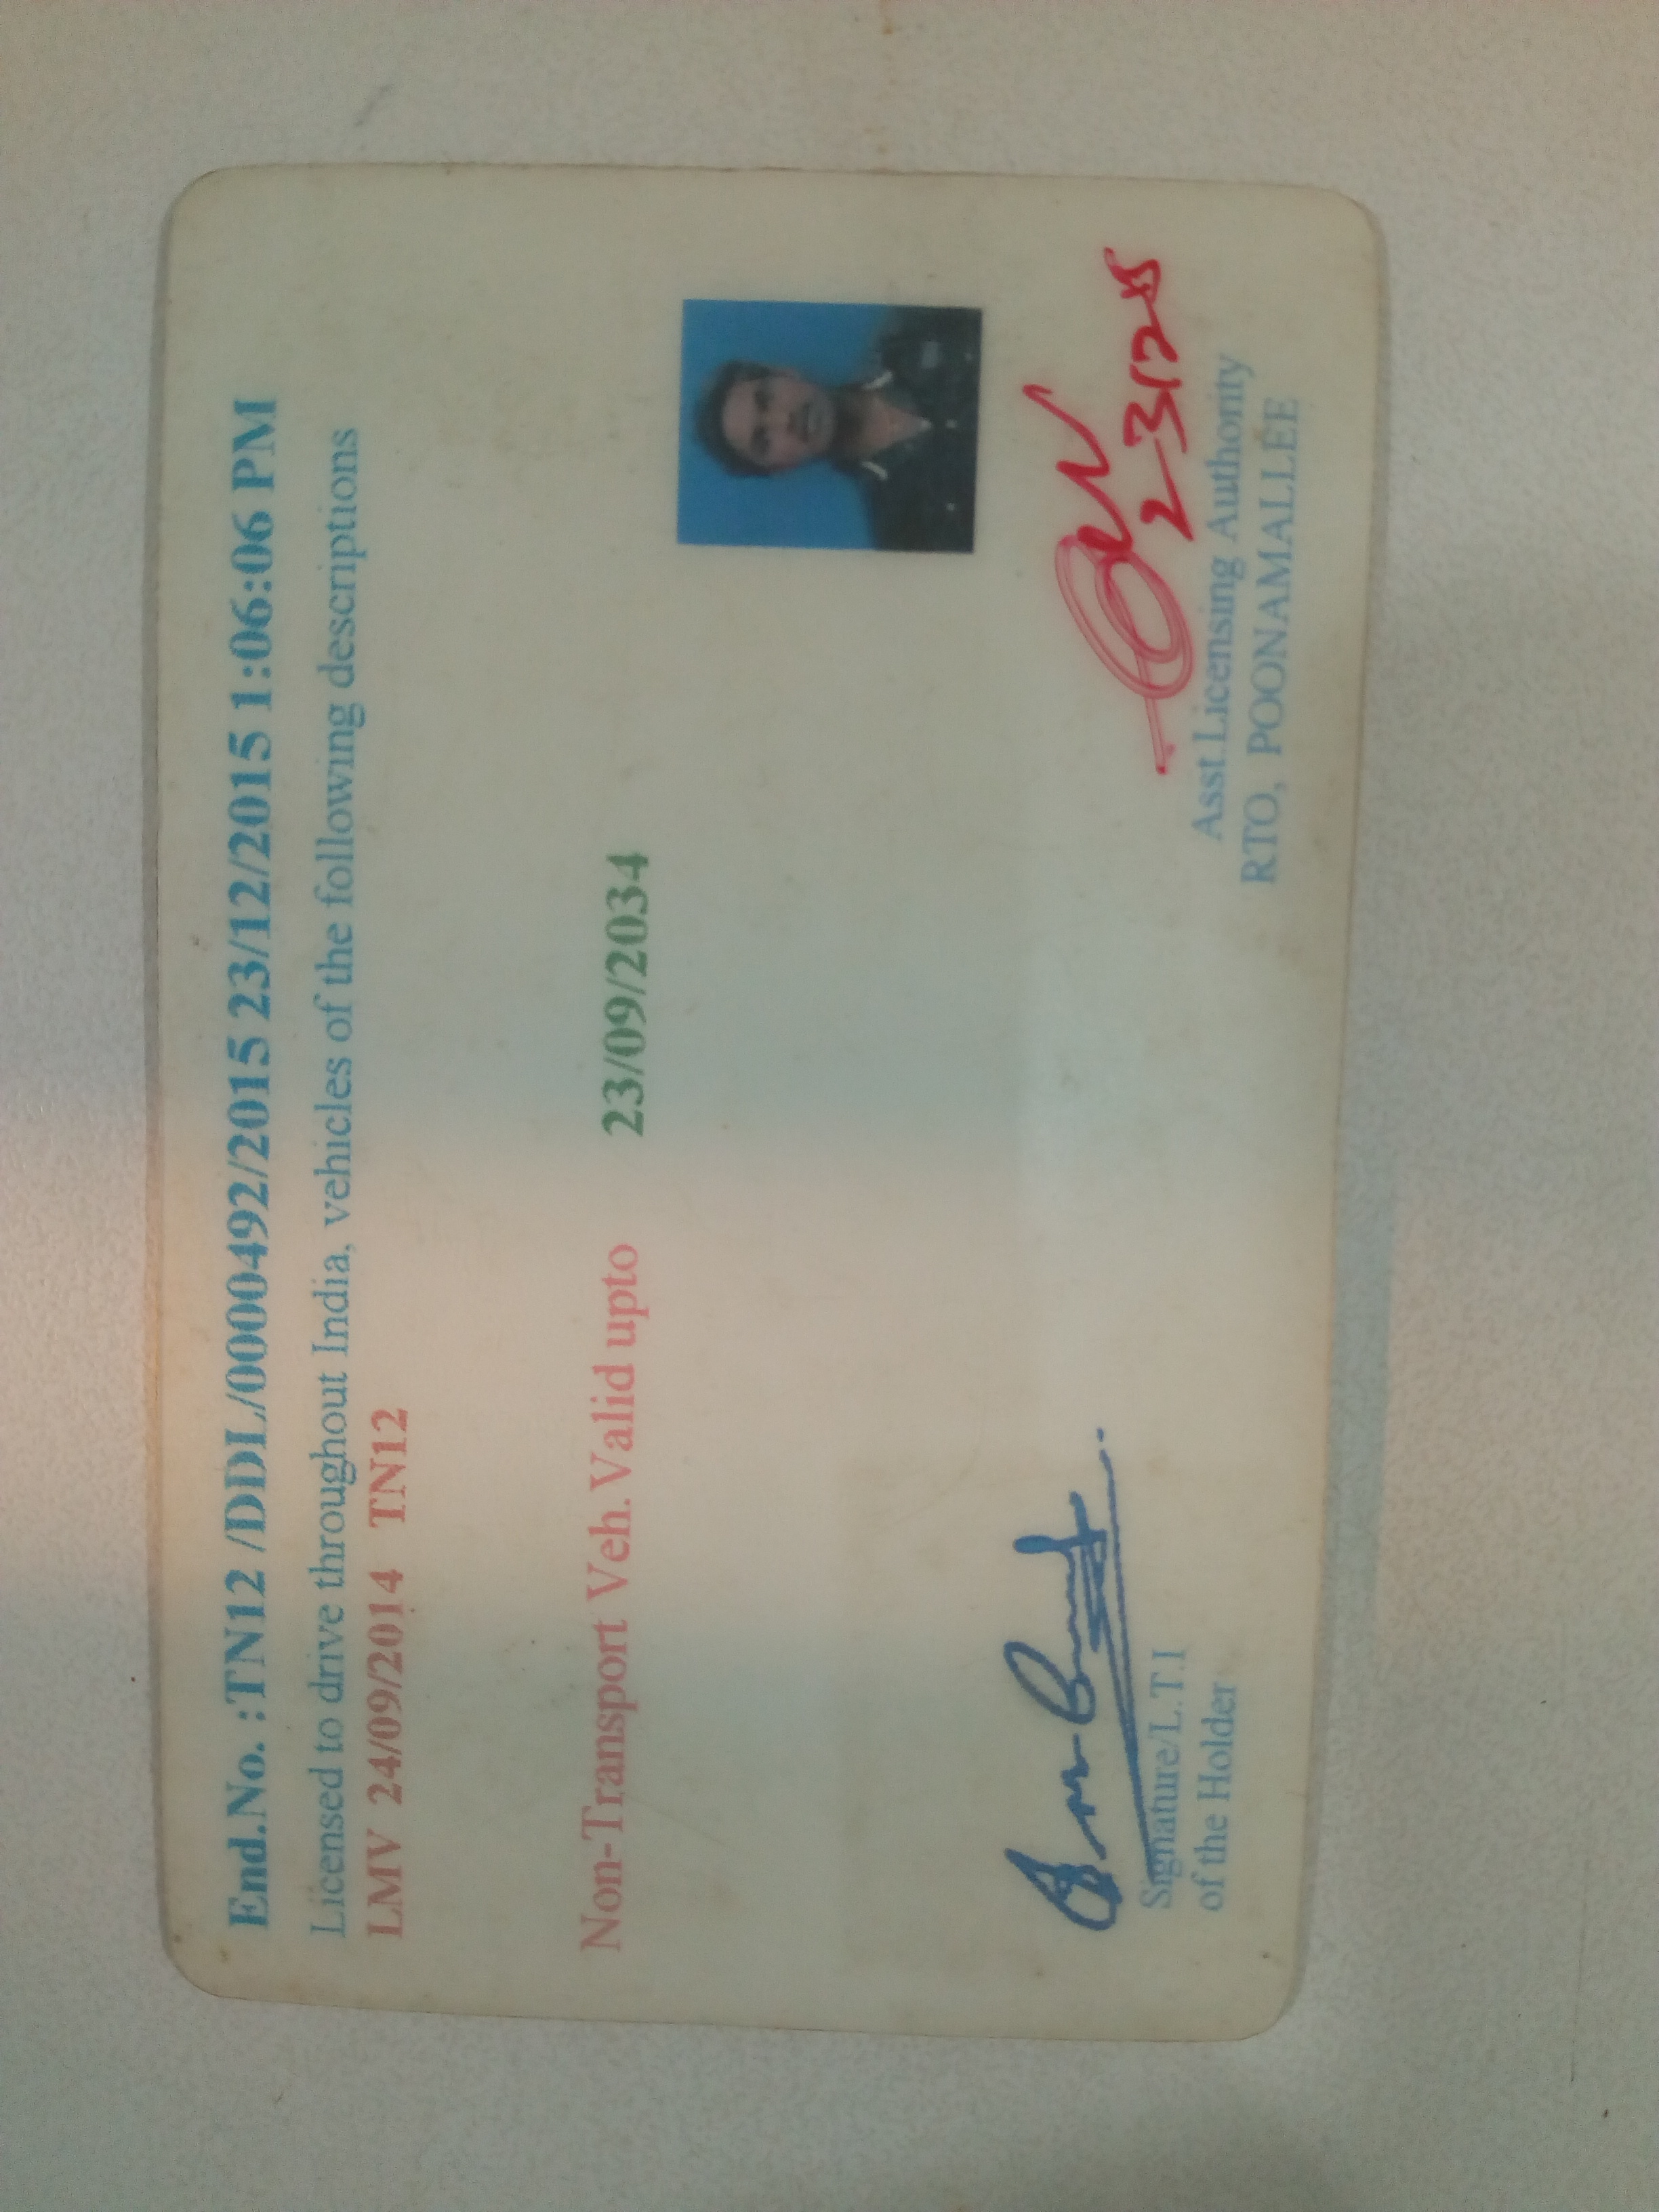 End.No. :TN12 /DDL/000492/2015 23/12/2015 1:06:06 PM
Licensed to drive throughout India, vehicles of the following descriptions
LMV 24/09/2014 TN12
Non-Transport Veh.Valid upto 23/09/2034
Signature/L.T.I
of the Holder
Asst.Licensing Authority
RTO, POONAMALLEE